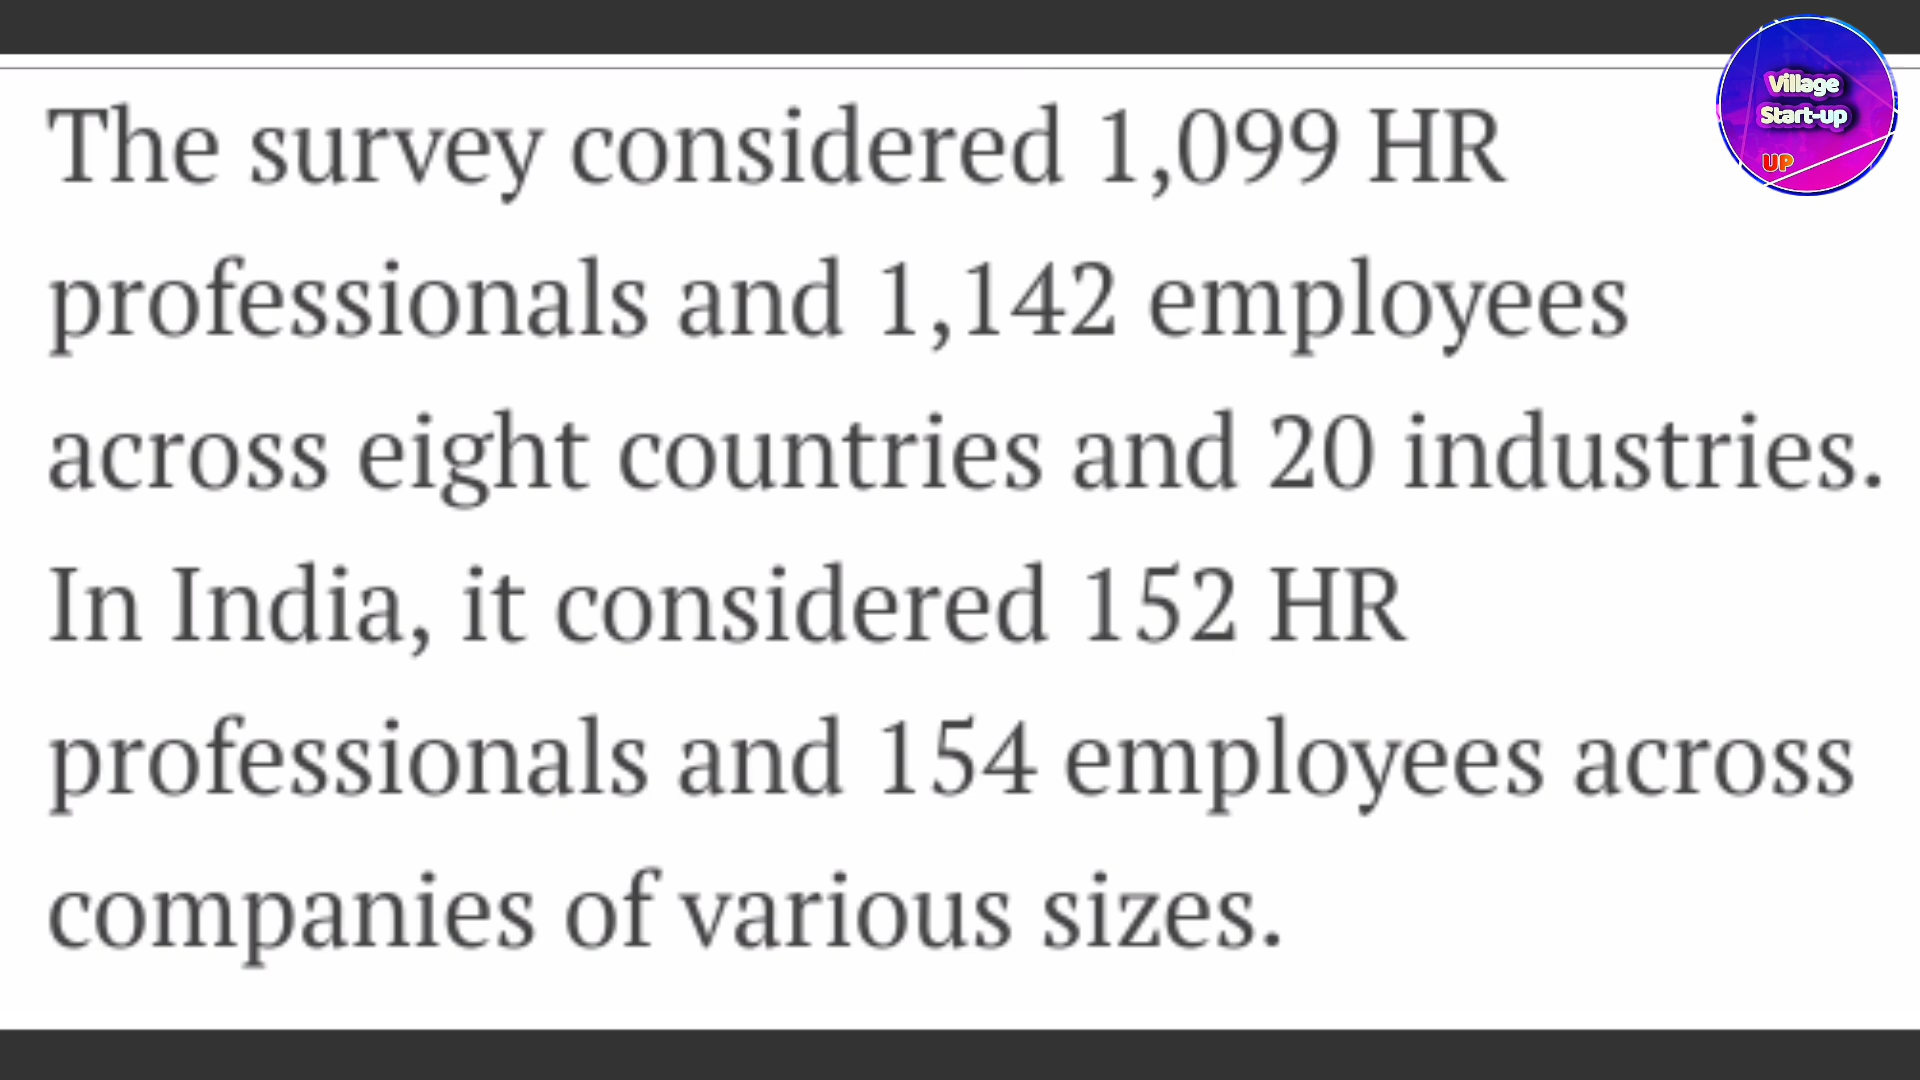 The survey considered 1,099 HR
professionals and 1,142 employees
across eight countries and 20 industries.
In India, it considered 152 HR
professionals and 154 employees across
companies of various sizes.
Village
Start-up
UP